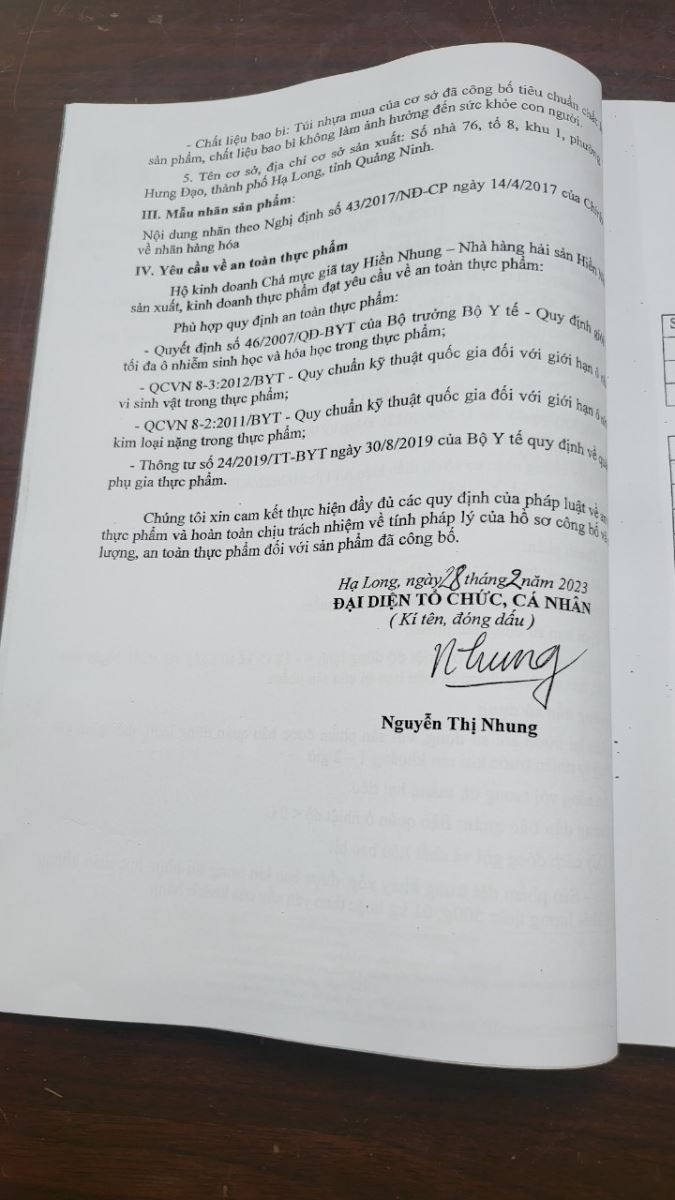 - Chất liệu bao bì: Túi nhựa mua của cơ sở đã công bố tiêu chuẩn chất
sản phẩm, chất liệu bao bì không làm ảnh hưởng đến sức khỏe con người.
5. Tên cơ sở, địa chỉ cơ sở sản xuất: Số nhà 76, tổ 8, khu 1, phường
Hưng Đạo, thành phố Hạ Long, tỉnh Quảng Ninh.
III. Mẫu nhãn sản phẩm:
Nội dung nhãn theo Nghị định số 43/2017/NĐ-CP ngày 14/4/2017 của
về nhãn hàng hóa
IV. Yêu cầu về an toàn thực phẩm
Hộ kinh doanh Chả mực giã tay Hiền Nhung – Nhà hàng hải sản Hiền
sản xuất, kinh doanh thực phẩm đạt yêu cầu về an toàn thực phẩm:
Phù hợp quy định an toàn thực phẩm:
- Quyết định số 46/2007/QĐ-BYT của Bộ trưởng Bộ Y tế - Quy định
tối đa ô nhiễm sinh học và hóa học trong thực phẩm;
- QCVN 8-3:2012/BYT - Quy chuẩn kỹ thuật quốc gia đối với giới hạn ô
vi sinh vật trong thực phẩm;
- QCVN 8-2:2011/BYT - Quy chuẩn kỹ thuật quốc gia đối với giới hạn ô
kim loại nặng trong thực phẩm;
- Thông tư số 24/2019/TT-BYT ngày 30/8/2019 của Bộ Y tế quy định về
phụ gia thực phẩm.
Chúng tôi xin cam kết thực hiện đầy đủ các quy định của pháp luật về an
thực phẩm và hoàn toàn chịu trách nhiệm về tính pháp lý của hồ sơ công bố
lượng, an toàn thực phẩm đối với sản phẩm đã công bố.
Hạ Long, ngày 28 tháng 2 năm 2023
ĐẠI DIỆN TỔ CHỨC, CÁ NHÂN
( Kí tên, đóng dấu )
Nhung
Nguyễn Thị Nhung